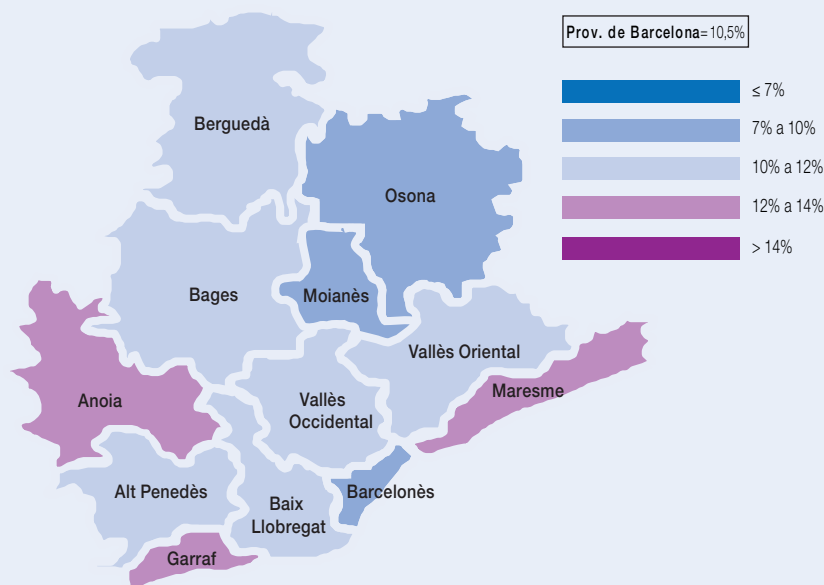 Prov. de Barcelona=10,5%
≤ 7%
7% a 10%
10% a 12%
12% a 14%
> 14%
Berguedà
Osona
Bages
Moianès
Vallès Oriental
Maresme
Anoia
Vallès
Occidental
Alt Penedès
Baix
Llobregat
Barcelonès
Garraf